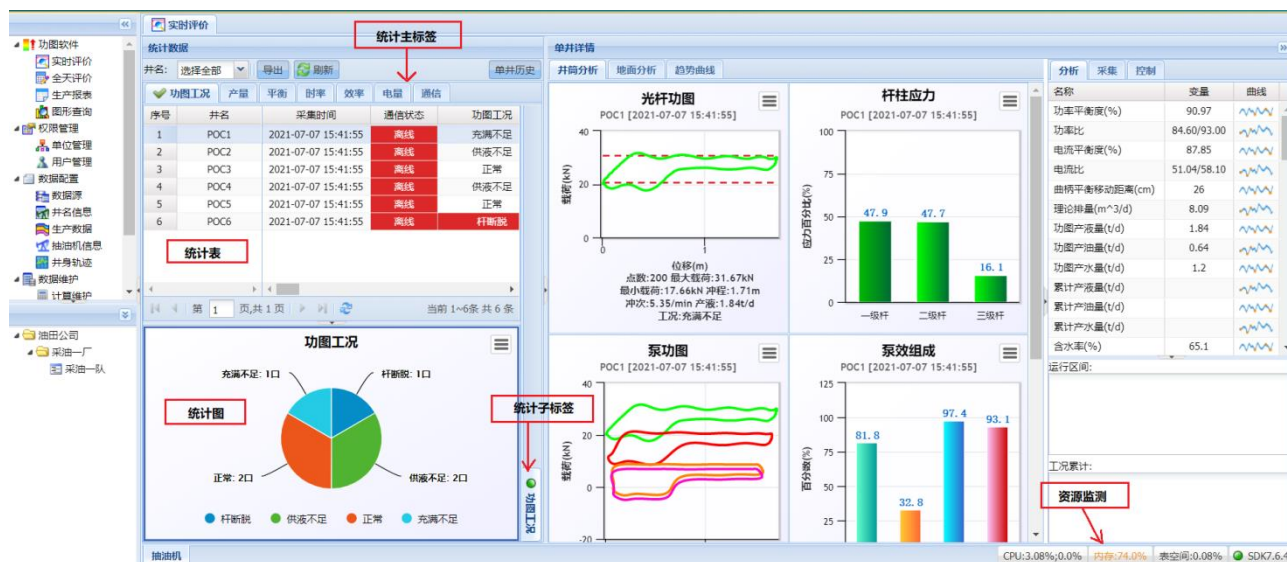 实时评价
功图软件
实时评价
全天评价
生产报表
图形查询
权限管理
单位管理
用户管理
数据配置
数据源
井名信息
生产数据
抽油机信息
井身轨迹
数据维护
计算维护
油田公司
采油一厂
采油一队
统计数据
统计主标签
井名: 选择全部 导出 刷新 单井历史
功图工况 产量 平衡 时率 效率 电量 通信
序号 井名 采集时间 通信状态 功图工况
1 POC1 2021-07-07 15:41:55 离线 充满不足
2 POC2 2021-07-07 15:41:55 离线 供液不足
3 POC3 2021-07-07 15:41:55 离线 正常
4 POC4 2021-07-07 15:41:55 离线 供液不足
5 POC5 2021-07-07 15:41:55 离线 正常
6 POC6 2021-07-07 15:41:55 离线 杆断脱
统计表
第 1 页,共 1 页 当前 1~6条 共 6 条
功图工况
充满不足: 1口 杆断脱: 1口
统计图
正常: 2口 供液不足: 2口
杆断脱 供液不足 正常 充满不足
统计子标签
功图工况
抽油机
单井详情
井筒分析 地面分析 趋势曲线
光杆功图
POC1 [2021-07-07 15:41:55]
载荷(kN)
40
20
0
0 1
位移(m)
点数:200 最大载荷:31.67kN
最小载荷:17.66kN 冲程:1.71m
冲次:5.35/min 产液:1.84t/d
工况:充满不足
杆柱应力
POC1 [2021-07-07 15:41:55]
应力百分比(%)
100
75
50
25
0
47.9 47.7 16.1
一级杆 二级杆 三级杆
泵功图
POC1 [2021-07-07 15:41:55]
载荷(kN)
40
20
0
-20
泵效组成
POC1 [2021-07-07 15:41:55]
百分数(%)
125
100
75
50
25
81.8 32.8 97.4 93.1
分析 采集 控制
名称 变量 曲线
功率平衡度(%) 90.97
功率比 84.60/93.00
电流平衡度(%) 87.85
电流比 51.04/58.10
曲柄平衡移动距离(cm) 26
理论排量(m^3/d) 8.09
功图产液量(t/d) 1.84
功图产油量(t/d) 0.64
功图产水量(t/d) 1.2
累计产液量(t/d)
累计产油量(t/d)
累计产水量(t/d)
含水率(%) 65.1
运行区间:
工况累计:
资源监测
CPU:3.08%;0.0% 内存:74.0% 表空间:0.08% SDK7.6.4